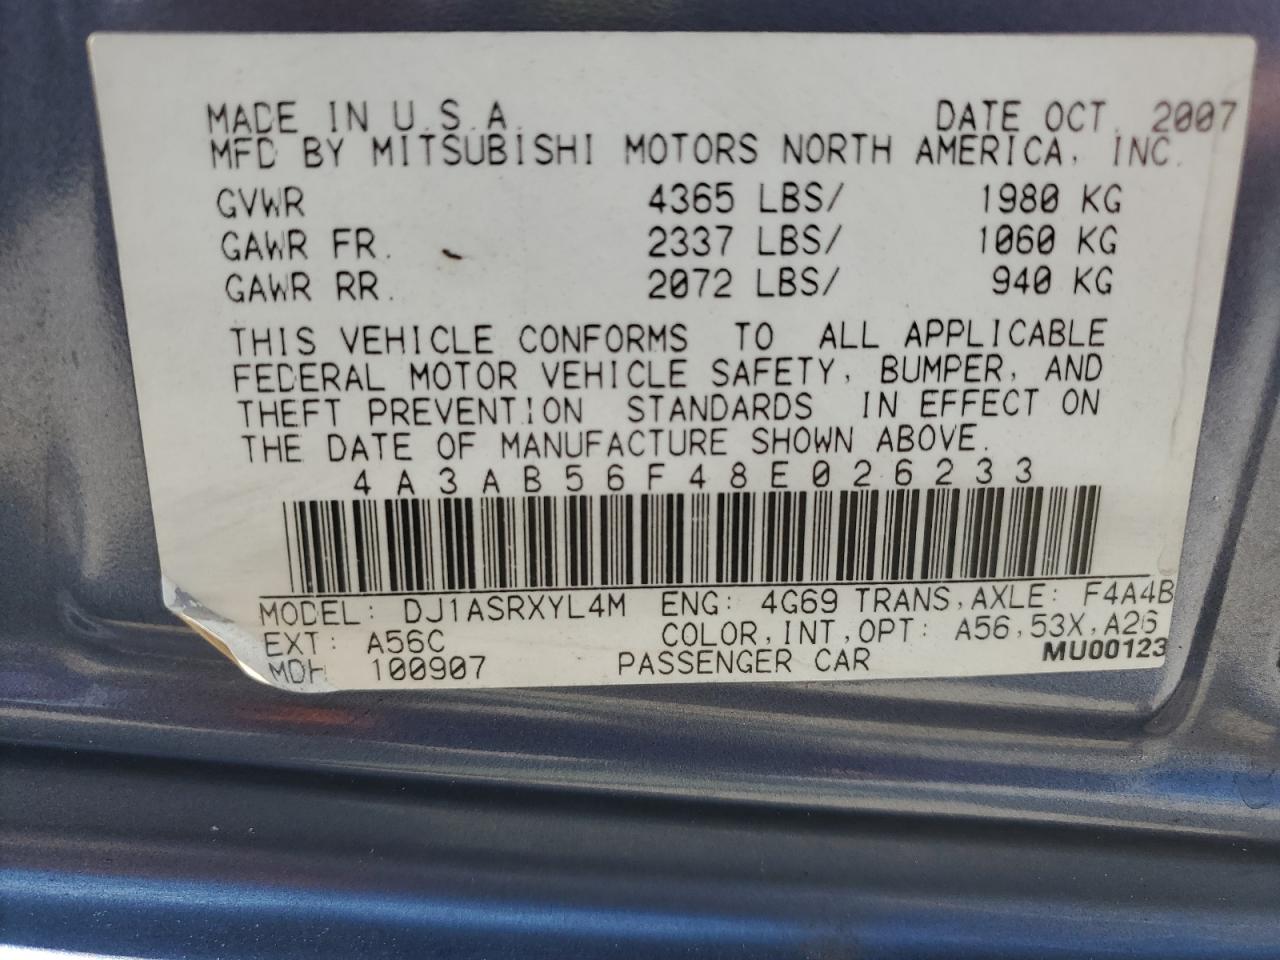 MADE IN U.S.A. DATE OCT. 2007
MFD BY MITSUBISHI MOTORS NORTH AMERICA, INC.
GVWR 4365 LBS/ 1980 KG
GAWR FR. 2337 LBS/ 1060 KG
GAWR RR. 2072 LBS/ 940 KG
THIS VEHICLE CONFORMS TO ALL APPLICABLE
FEDERAL MOTOR VEHICLE SAFETY, BUMPER, AND
THEFT PREVENTION STANDARDS IN EFFECT ON
THE DATE OF MANUFACTURE SHOWN ABOVE.
4A3AB56F48E026233
MODEL: DJ1ASRXYL4M ENG: 4G69 TRANS,AXLE: F4A4B
EXT: A56C COLOR,INT,OPT: A56,53X,A26
MDH 100907 PASSENGER CAR MU00123